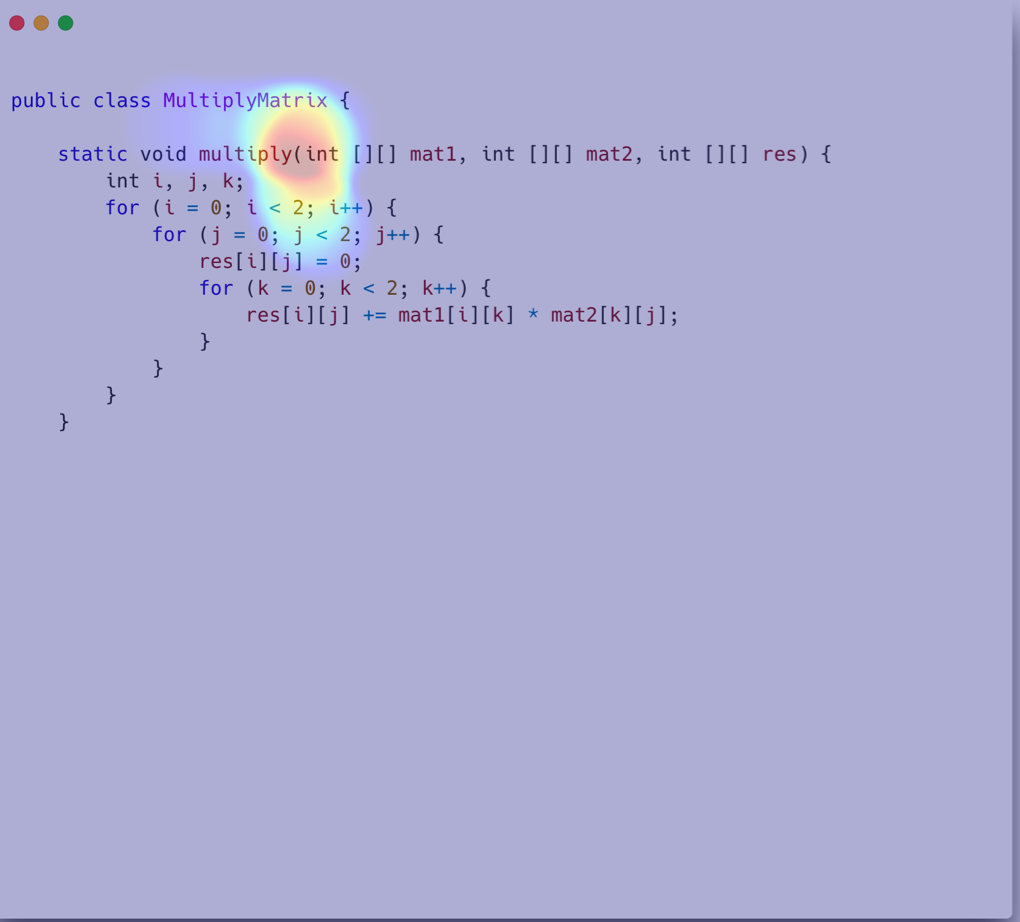 public class MultiplyMatrix {
static void multiply(int [][] mat1, int [][] mat2, int [][] res) {
int i, j, k;
for (i = 0; i < 2; i++) {
for (j = 0; j < 2; j++) {
res[i][j] = 0;
for (k = 0; k < 2; k++) {
res[i][j] += mat1[i][k] * mat2[k][j];
}
}
}
}